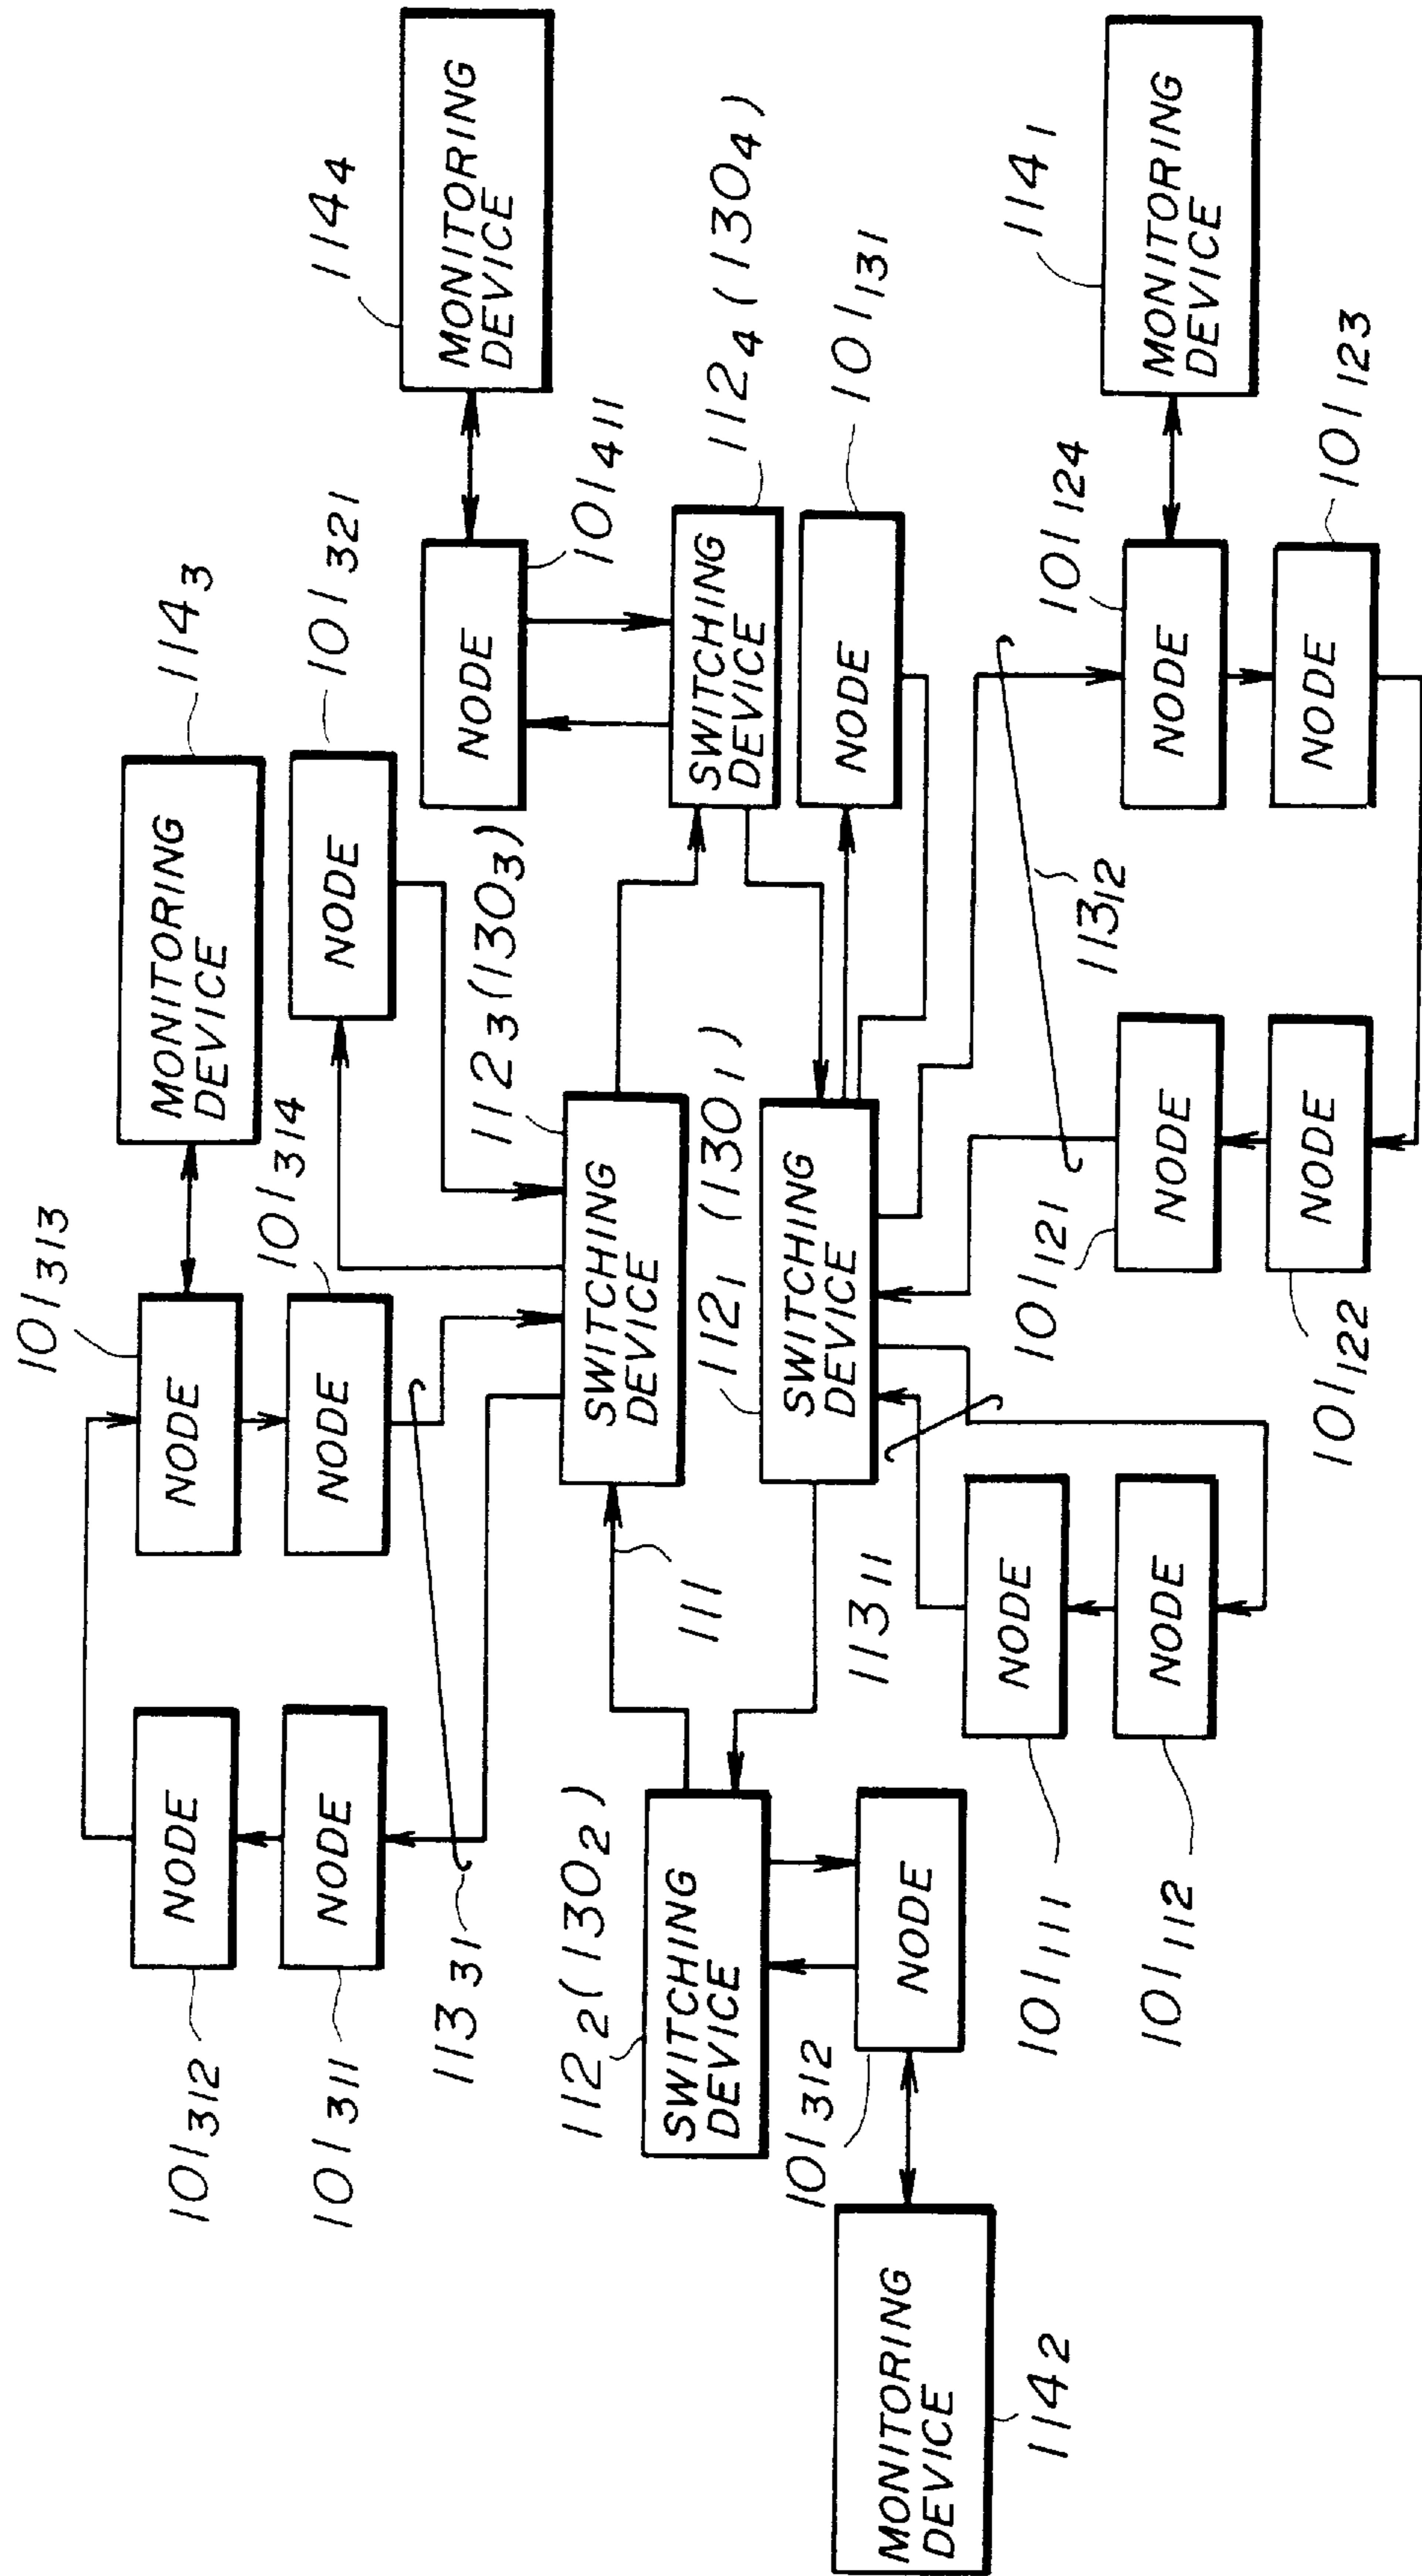 101₃₁₃
101₃₁₂
NODE
NODE
MONITORING
DEVICE
114₃
101₃₁₁
NODE
NODE
101₃₁₄
NODE
101₃₂₁
114₄
113₃₁
112₃(130₃)
NODE
MONITORING
DEVICE
101₄₁₁
112₂(130₂)
SWITCHING
DEVICE
SWITCHING
DEVICE
111
112₁ (130₁)
SWITCHING
DEVICE
112₄(130₄)
101₃₁₂
SWITCHING
DEVICE
NODE
101₁₃₁
113₁₁
MONITORING
DEVICE
NODE
114₂
101₁₁₁
NODE
101₁₂₁
113₁₂
101₁₂₄
114₁
101₁₁₂
NODE
NODE
NODE
MONITORING
DEVICE
101₁₂₂
NODE
NODE
101₁₂₃